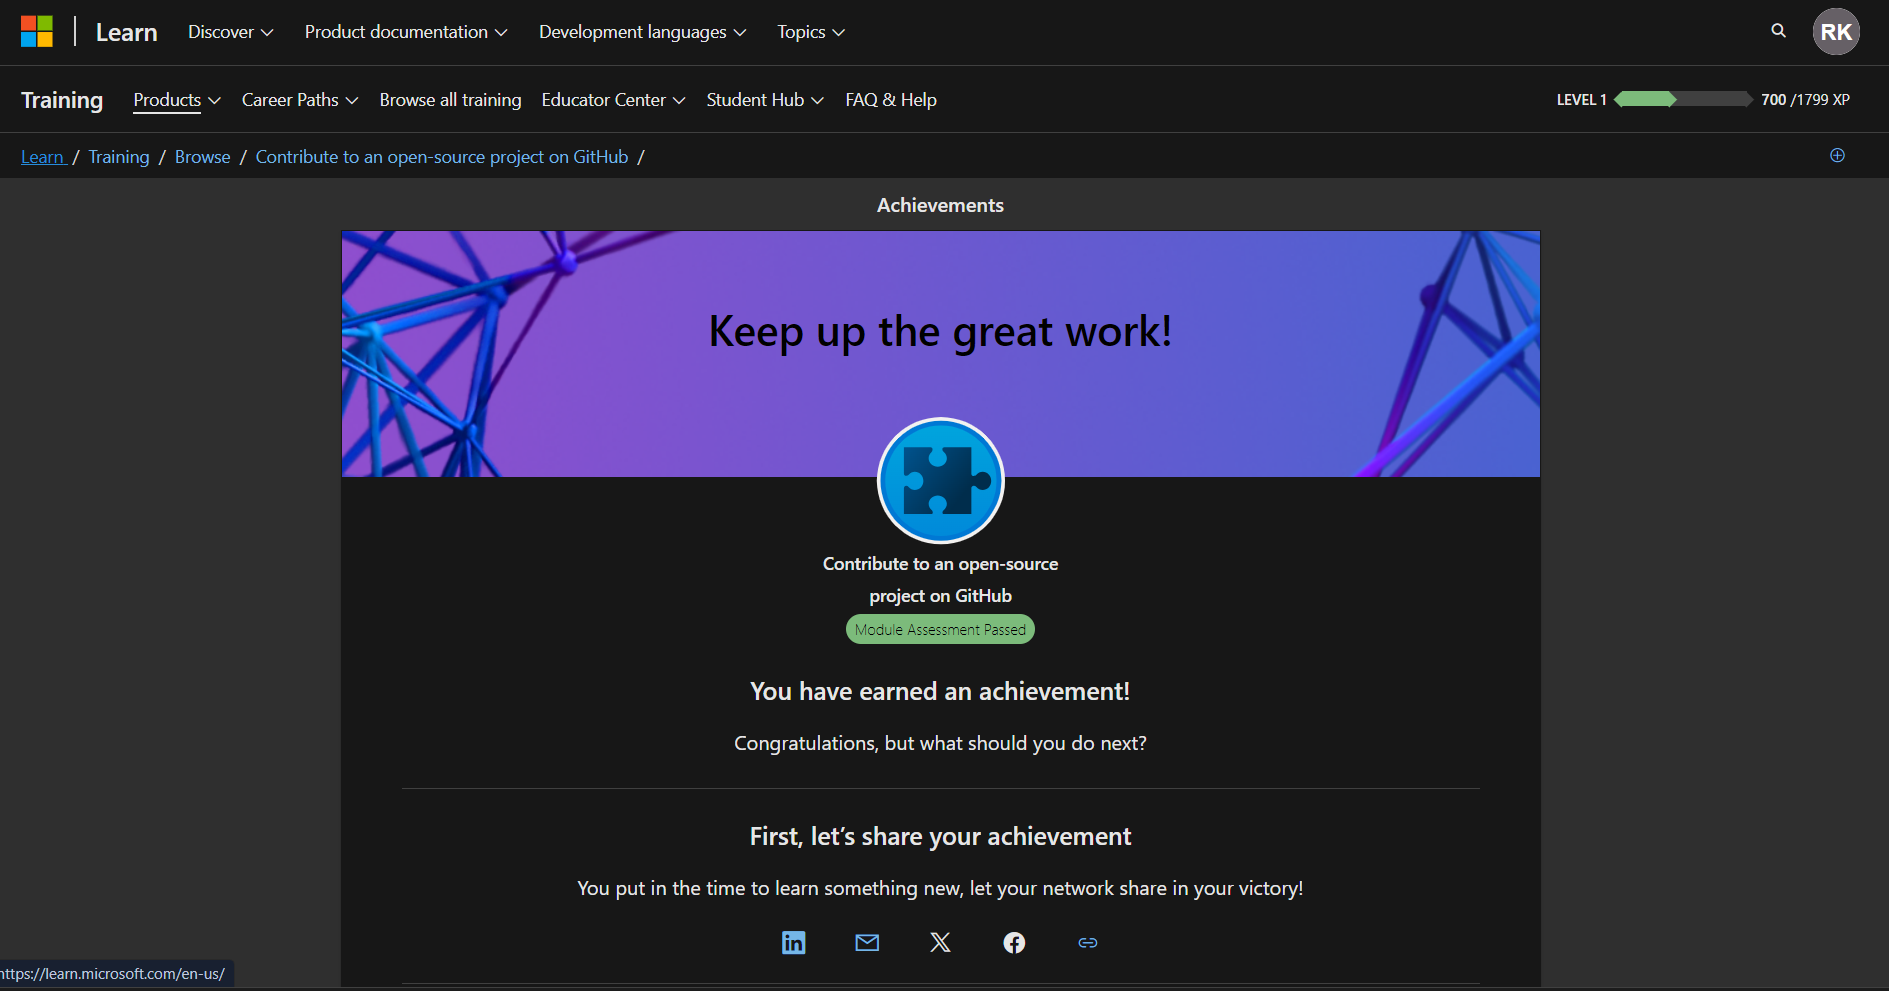 Learn Discover Product documentation Development languages Topics RK
Training Products Career Paths Browse all training Educator Center Student Hub FAQ & Help LEVEL 1 700 /1799 XP
Learn / Training / Browse / Contribute to an open-source project on GitHub /
Achievements
Keep up the great work!
Contribute to an open-source
project on GitHub
Module Assessment Passed
You have earned an achievement!
Congratulations, but what should you do next?
First, let’s share your achievement
You put in the time to learn something new, let your network share in your victory!
in X f
https://learn.microsoft.com/en-us/